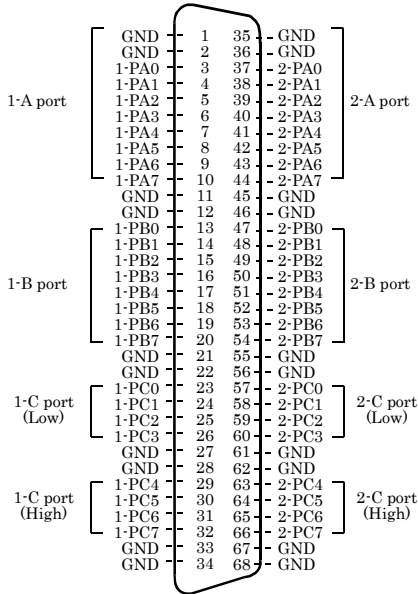 GND 1 35 GND
GND 2 36 GND
1-PA0 3 37 2-PA0
1-PA1 4 38 2-PA1
1-A port 1-PA2 5 39 2-PA2 2-A port
1-PA3 6 40 2-PA3
1-PA4 7 41 2-PA4
1-PA5 8 42 2-PA5
1-PA6 9 43 2-PA6
1-PA7 10 44 2-PA7
GND 11 45 GND
GND 12 46 GND
1-PB0 13 47 2-PB0
1-PB1 14 48 2-PB1
1-PB2 15 49 2-PB2
1-B port 1-PB3 16 50 2-PB3 2-B port
1-PB4 17 51 2-PB4
1-PB5 18 52 2-PB5
1-PB6 19 53 2-PB6
1-PB7 20 54 2-PB7
GND 21 55 GND
GND 22 56 GND
1-C port 1-PC0 23 57 2-PC0 2-C port
(Low) 1-PC1 24 58 2-PC1 (Low)
1-PC2 25 59 2-PC2
1-PC3 26 60 2-PC3
GND 27 61 GND
GND 28 62 GND
1-C port 1-PC4 29 63 2-PC4 2-C port
(High) 1-PC5 30 64 2-PC5 (High)
1-PC6 31 65 2-PC6
1-PC7 32 66 2-PC7
GND 33 67 GND
GND 34 68 GND